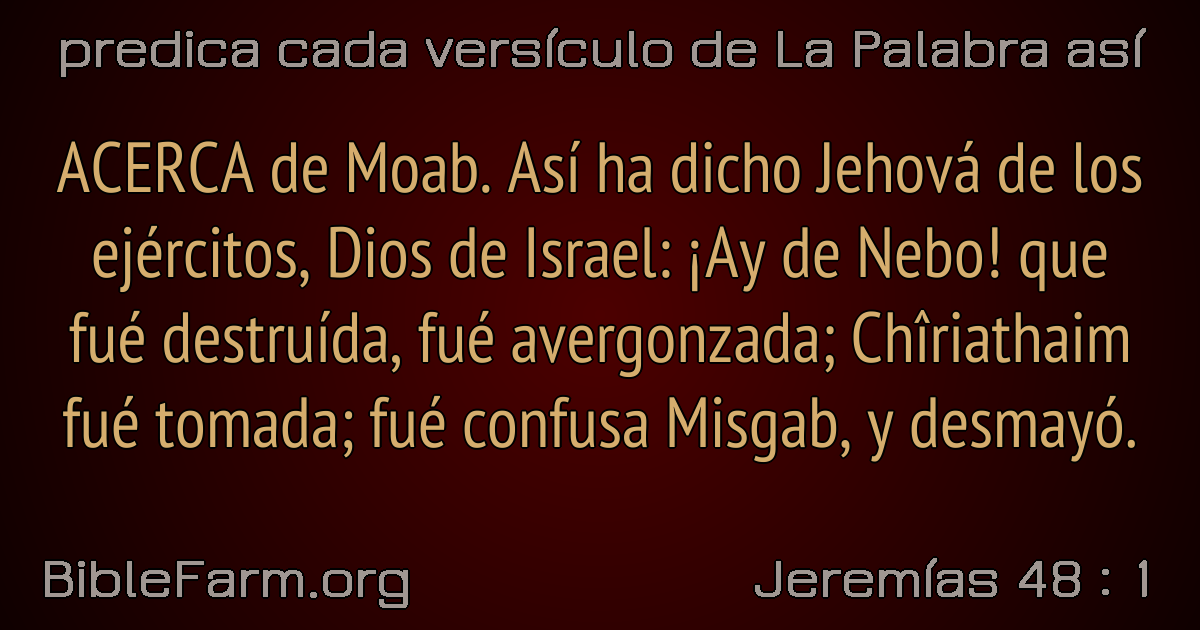 predica cada versículo de La Palabra así
ACERCA de Moab. Así ha dicho Jehová de los
ejércitos, Dios de Israel: ¡Ay de Nebo! que
fué destruída, fué avergonzada; Chîriathaim
fué tomada; fué confusa Misgab, y desmayó.
BibleFarm.org
Jeremías 48 : 1